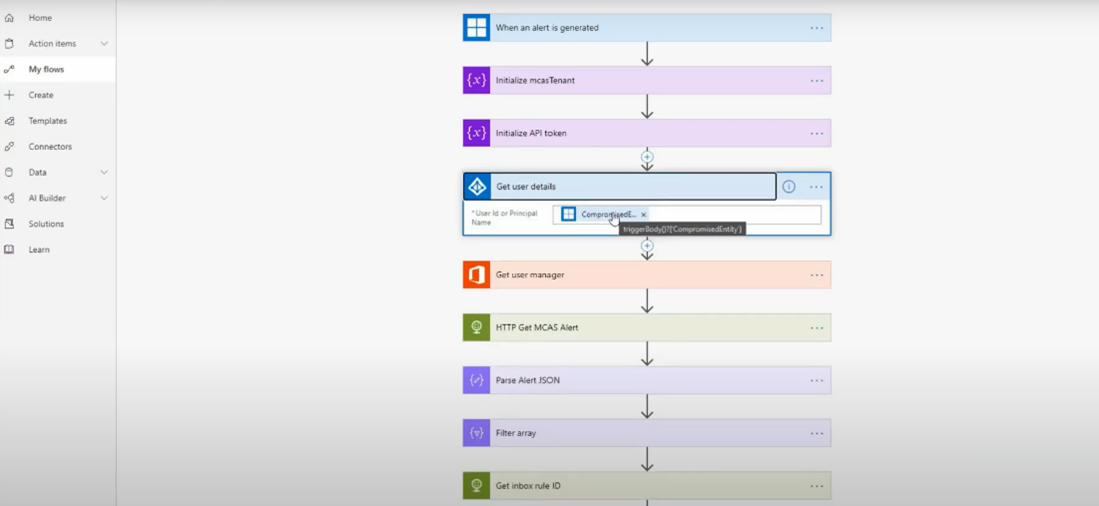 Home
Action items
My flows
Create
Templates
Connectors
Data
AI Builder
Solutions
Learn
When an alert is generated
{x} Initialize mcasTenant
{x} Initialize API token
Get user details
* User Id or Principal
Name
CompromisedE... ×
triggerBody()?['CompromisedEntity']
Get user manager
HTTP Get MCAS Alert
Parse Alert JSON
Filter array
Get inbox rule ID